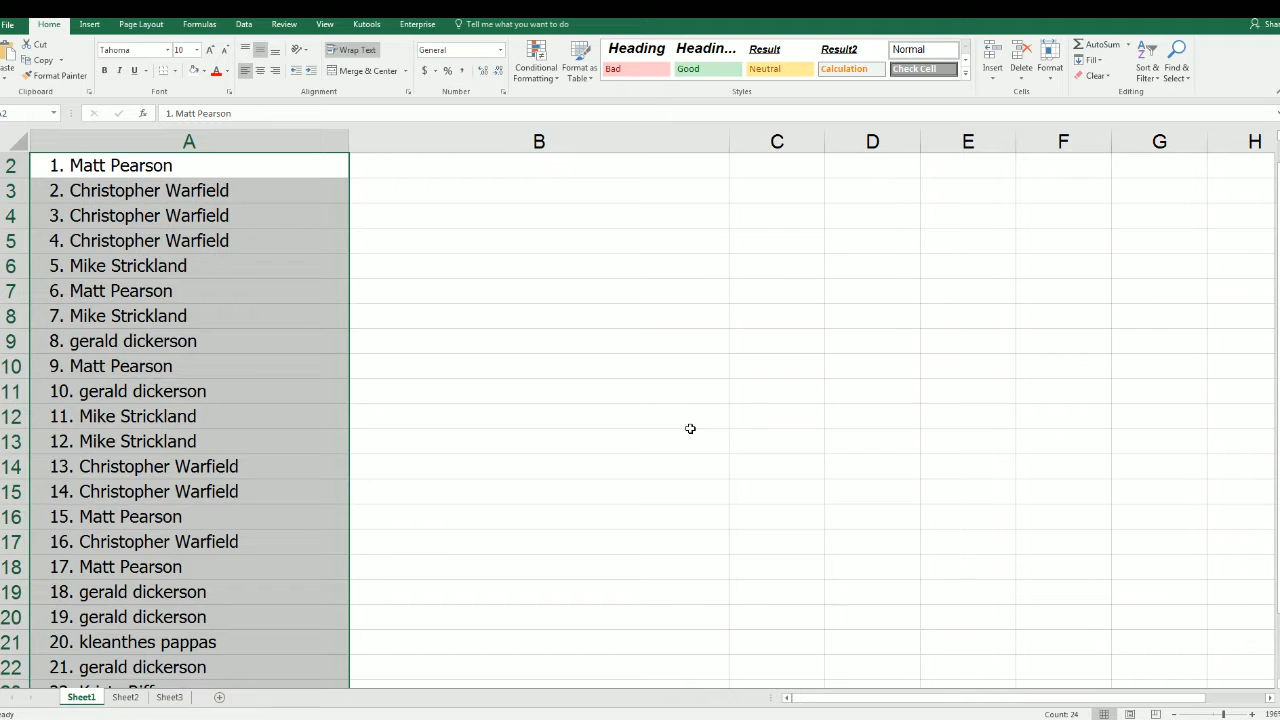 File Home Insert Page Layout Formulas Data Review View Kutools Enterprise Tell me what you want to do
Cut
Copy
Format Painter
Clipboard
Tahoma 10
B I U A
Font
Wrap Text
Merge & Center
Alignment
General
$ % ,
Number
Conditional Formatting
Format as Table
Heading Headin... Result Result2 Normal
Bad Good Neutral Calculation Check Cell
Styles
Insert Delete Format
Cells
AutoSum
Fill
Clear
Sort & Filter
Find & Select
Editing
fx 1. Matt Pearson
A B C D E F G H
2 1. Matt Pearson
3 2. Christopher Warfield
4 3. Christopher Warfield
5 4. Christopher Warfield
6 5. Mike Strickland
7 6. Matt Pearson
8 7. Mike Strickland
9 8. gerald dickerson
10 9. Matt Pearson
11 10. gerald dickerson
12 11. Mike Strickland
13 12. Mike Strickland
14 13. Christopher Warfield
15 14. Christopher Warfield
16 15. Matt Pearson
17 16. Christopher Warfield
18 17. Matt Pearson
19 18. gerald dickerson
20 19. gerald dickerson
21 20. kleanthes pappas
22 21. gerald dickerson
Sheet1 Sheet2 Sheet3
Count: 24